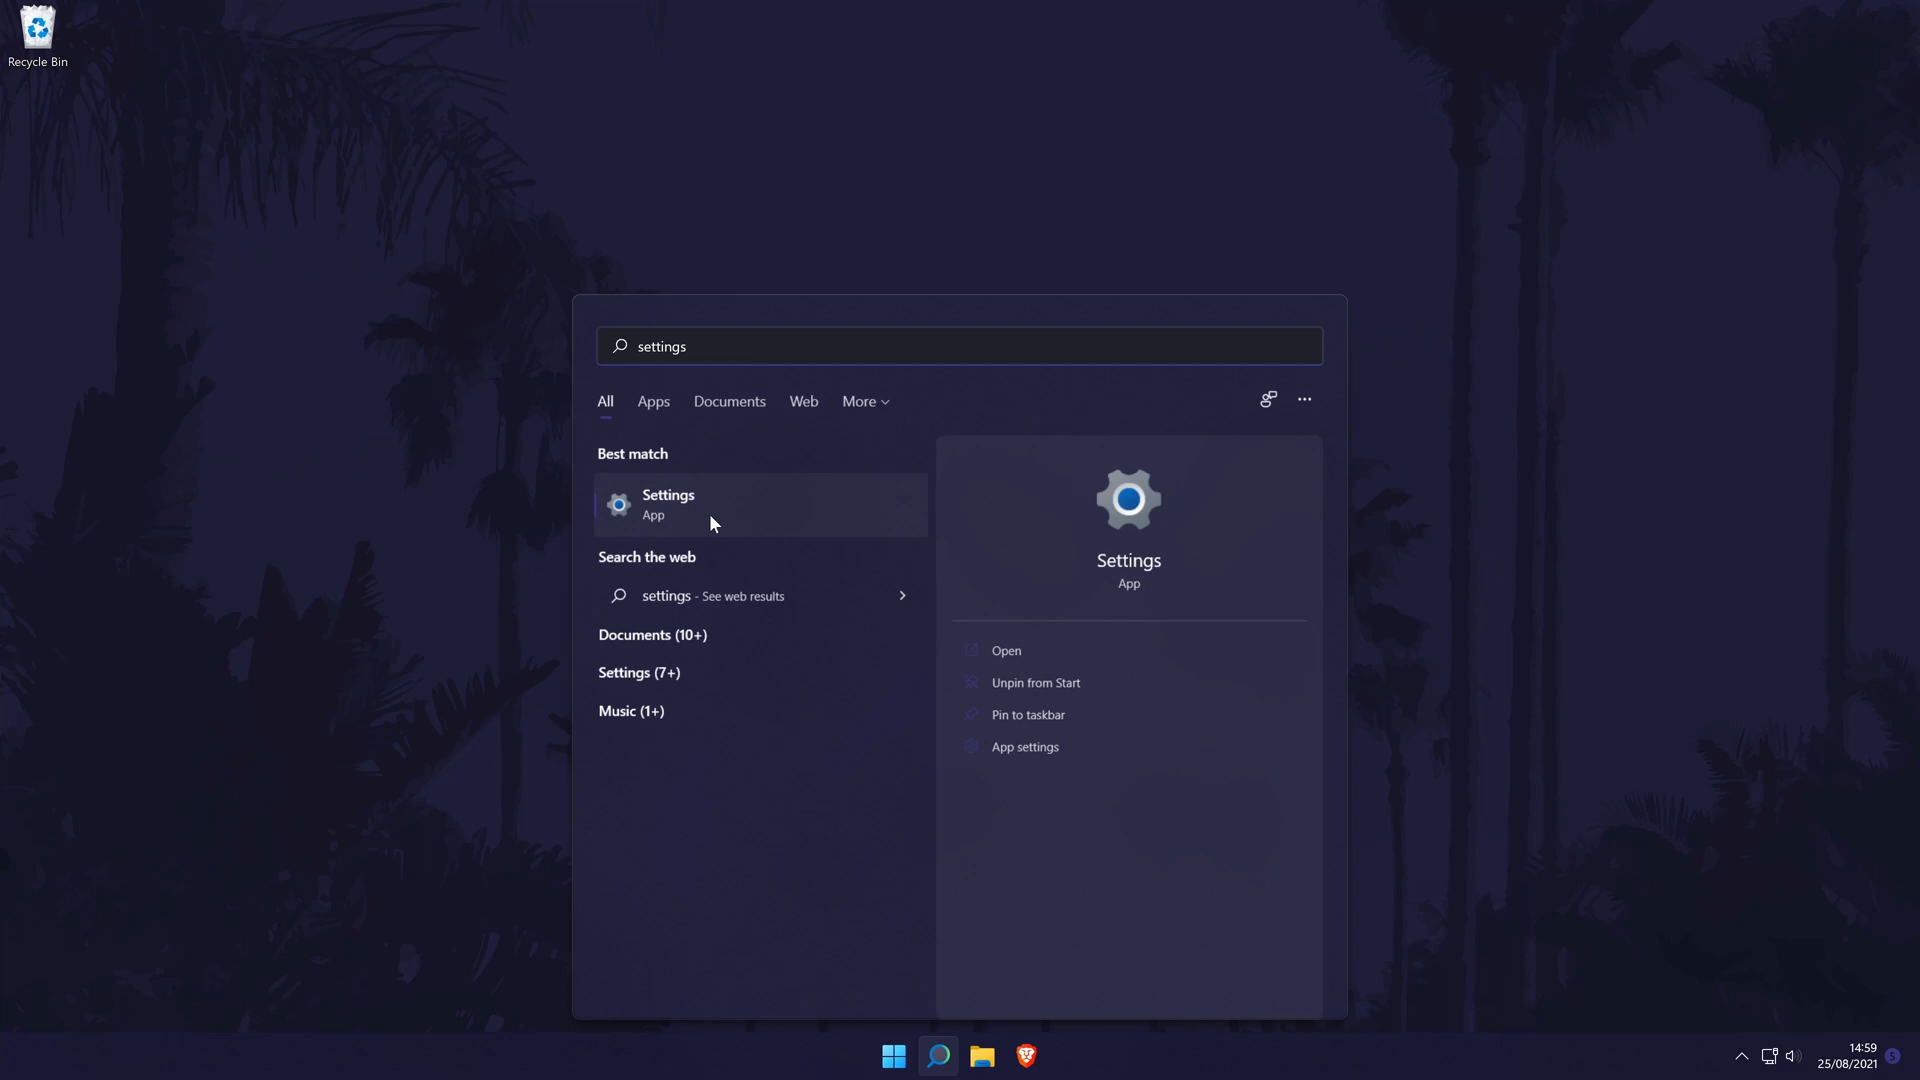 Recycle Bin
settings
All Apps Documents Web More
Best match
Settings
App
Search the web
settings - See web results
Documents (10+)
Settings (7+)
Music (1+)
Settings
App
Open
Unpin from Start
Pin to taskbar
App settings
14:59
25/08/2021
5